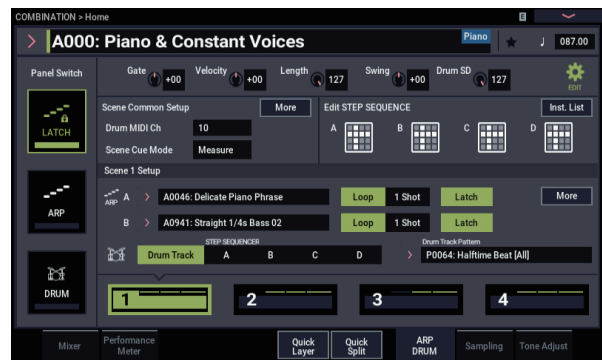 COMBINATION > Home
E
A000: Piano & Constant Voices
Piano
♩ 087.00
Panel Switch
Gate +00 Velocity +00 Length 127 Swing +00 Drum SD 127
EDIT
LATCH
Scene Common Setup More
Edit STEP SEQUENCE Inst. List
Drum MIDI Ch 10
A B C D
Scene Cue Mode Measure
Scene 1 Setup
ARP
ARP A > A0046: Delicate Piano Phrase Loop 1 Shot Latch More
B > A0941: Straight 1/4s Bass 02 Loop 1 Shot Latch
STEP SEQUENCER
Drum Track Pattern
Drum Track A B C D > P0064: Halftime Beat [All]
DRUM
1 2 3 4
Mixer
Performance
Meter
Quick
Layer
Quick
Split
ARP
DRUM
Sampling
Tone Adjust